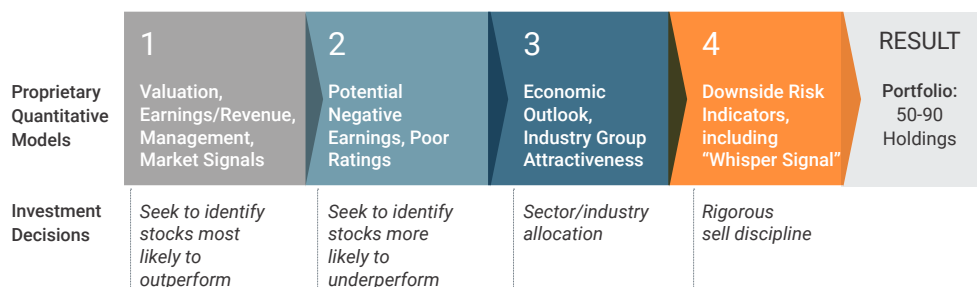 1
2
3
4
RESULT
Proprietary
Quantitative
Models
Valuation,
Earnings/Revenue,
Management,
Market Signals
Potential
Negative
Earnings, Poor
Ratings
Economic
Outlook,
Industry Group
Attractiveness
Downside Risk
Indicators,
including
“Whisper Signal”
Portfolio:
50-90
Holdings
Investment
Decisions
Seek to identify
stocks most
likely to
outperform
Seek to identify
stocks more
likely to
underperform
Sector/industry
allocation
Rigorous
sell discipline